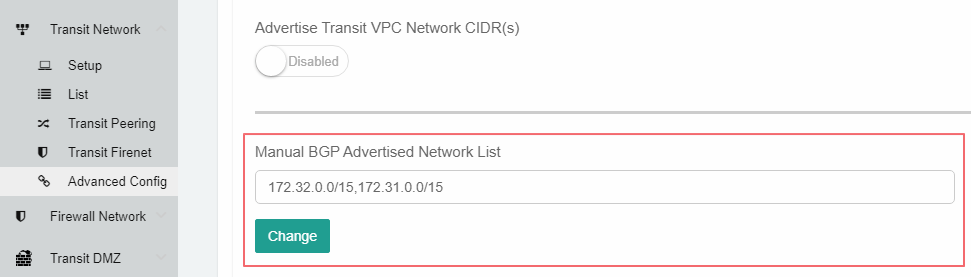 Transit Network
Setup
List
Transit Peering
Transit Firenet
Advanced Config
Firewall Network
Transit DMZ
Advertise Transit VPC Network CIDR(s)
Disabled
Manual BGP Advertised Network List
172.32.0.0/15,172.31.0.0/15
Change